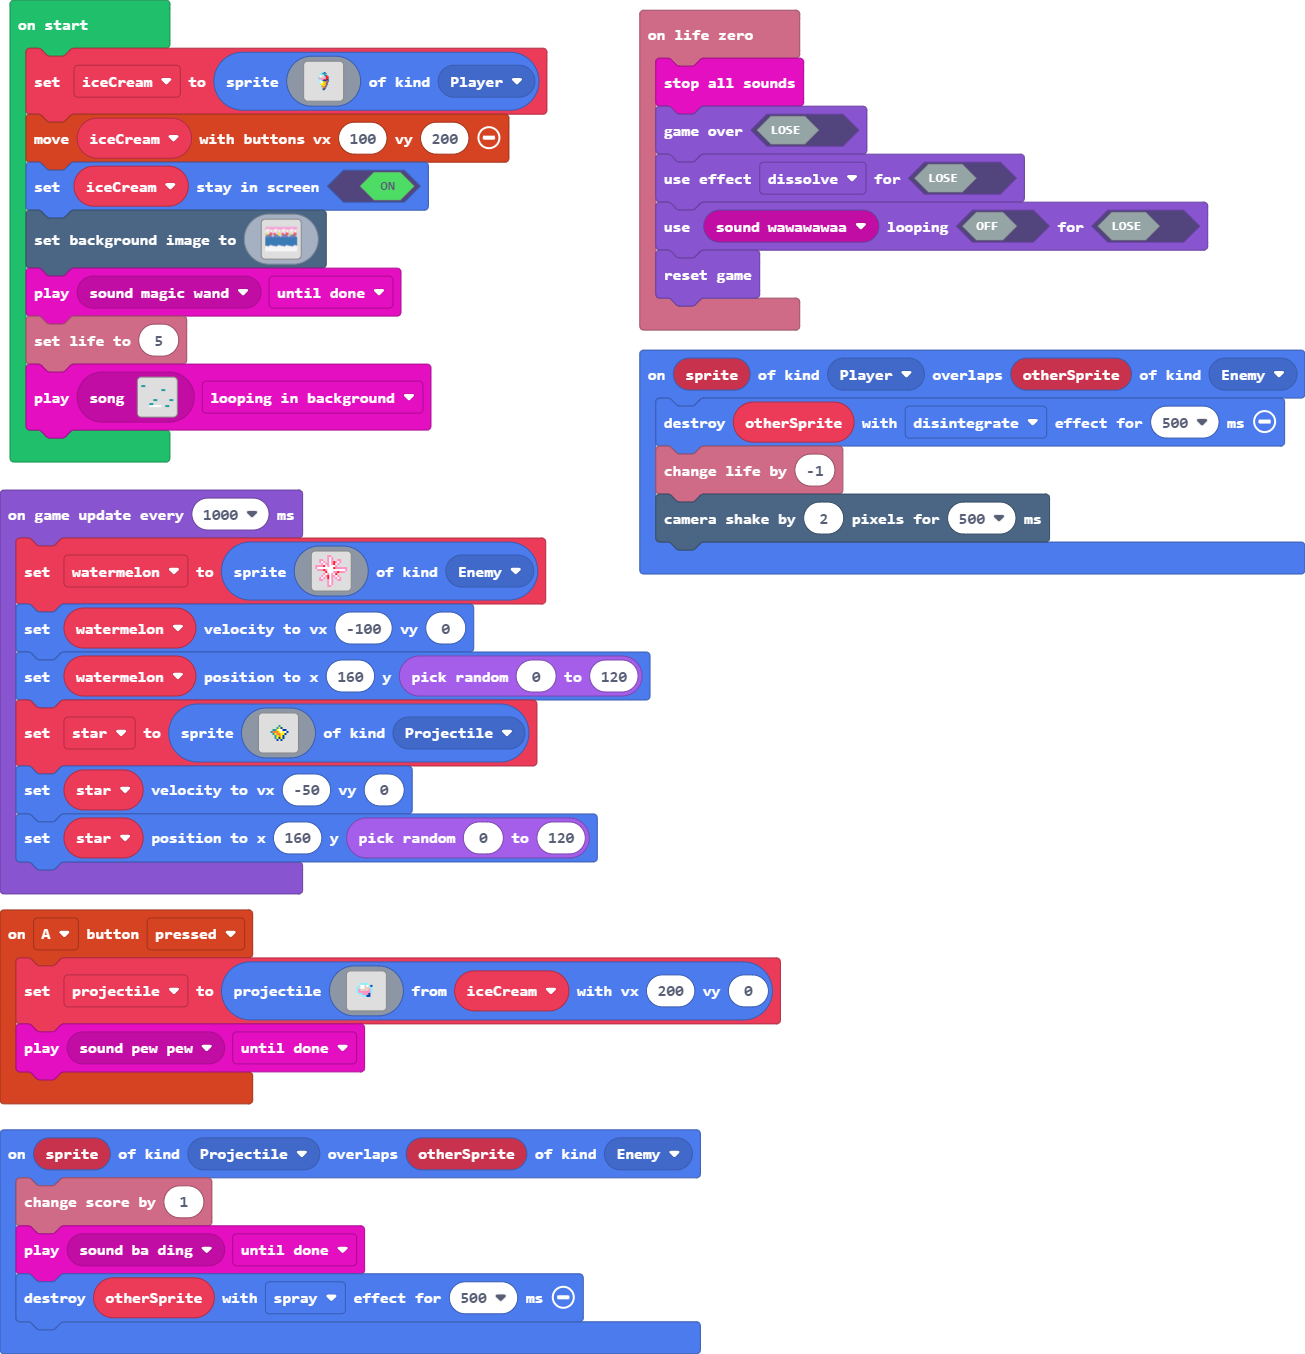 on start
set iceCream to sprite of kind Player
move iceCream with buttons vx 100 vy 200
set iceCream stay in screen ON
set background image to
play sound magic wand until done
set life to 5
play song looping in background
on game update every 1000 ms
set watermelon to sprite of kind Enemy
set watermelon velocity to vx -100 vy 0
set watermelon position to x 160 y pick random 0 to 120
set star to sprite of kind Projectile
set star velocity to vx -50 vy 0
set star position to x 160 y pick random 0 to 120
on A button pressed
set projectile to projectile from iceCream with vx 200 vy 0
play sound pew pew until done
on sprite of kind Projectile overlaps otherSprite of kind Enemy
change score by 1
play sound ba ding until done
destroy otherSprite with spray effect for 500 ms
on life zero
stop all sounds
game over LOSE
use effect dissolve for LOSE
use sound wawawawaa looping OFF for LOSE
reset game
on sprite of kind Player overlaps otherSprite of kind Enemy
destroy otherSprite with disintegrate effect for 500 ms
change life by -1
camera shake by 2 pixels for 500 ms